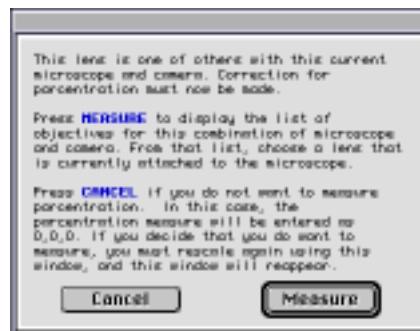 This lens is one of others with this current
microscope and camera. Correction for
parcentration must now be made.
Press MEASURE to display the list of
objectives for this combination of microscope
and camera. From that list, choose a lens that
is currently attached to the microscope.
Press CANCEL if you do not want to measure
parcentration. In this case, the
parcentration measure will be entered as
0,0,0. If you decide that you do want to
measure, you must rescale again using this
window, and this window will reappear.
Cancel
Measure